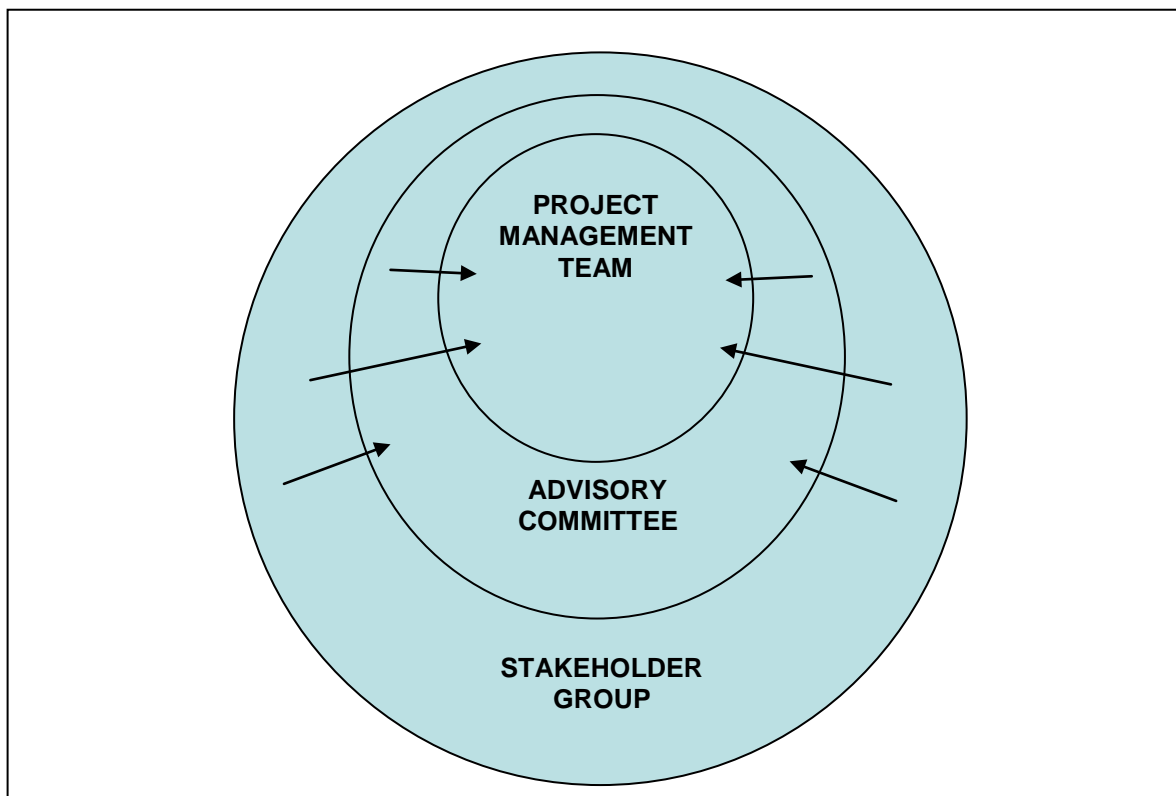 PROJECT
MANAGEMENT
TEAM
ADVISORY
COMMITTEE
STAKEHOLDER
GROUP